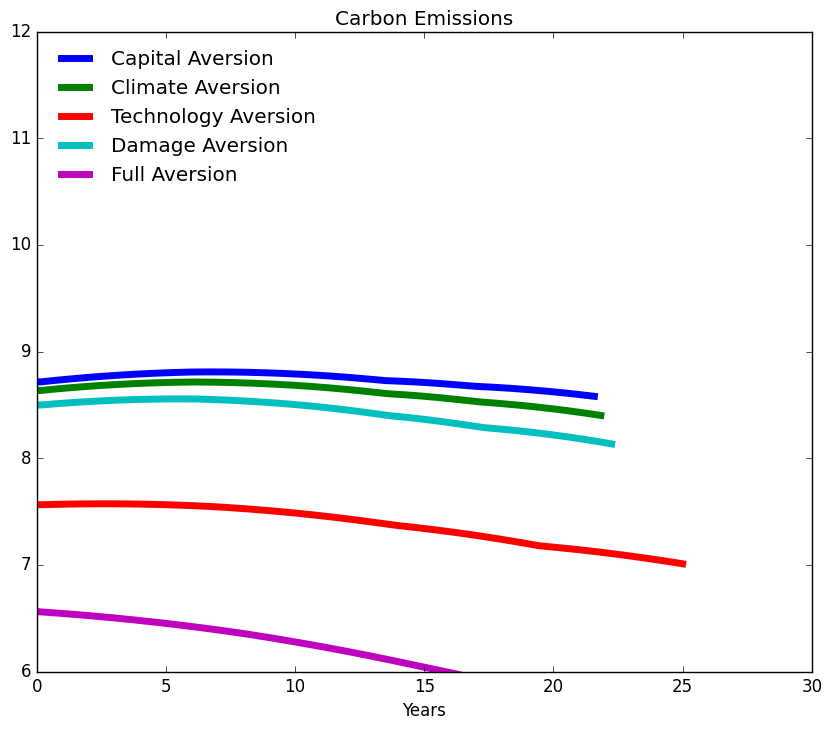 Carbon Emissions
12
11
10
9
8
7
6
Capital Aversion
Climate Aversion
Technology Aversion
Damage Aversion
Full Aversion
0 5 10 15 20 25 30
Years